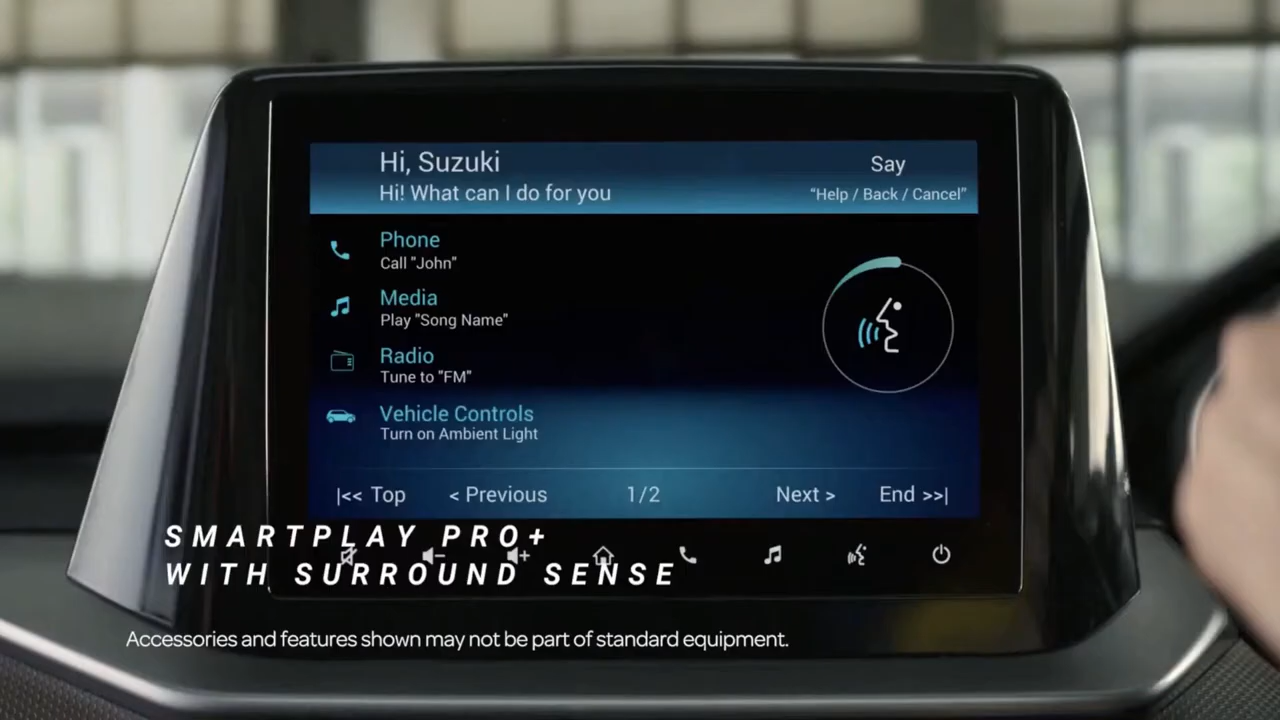 Hi, Suzuki
Hi! What can I do for you
Say
"Help / Back / Cancel"
Phone
Call "John"
Media
Play "Song Name"
Radio
Tune to "FM"
Vehicle Controls
Turn on Ambient Light
|<< Top < Previous 1/2 Next > End >>|
SMARTPLAY PRO+
WITH SURROUND SENSE
Accessories and features shown may not be part of standard equipment.